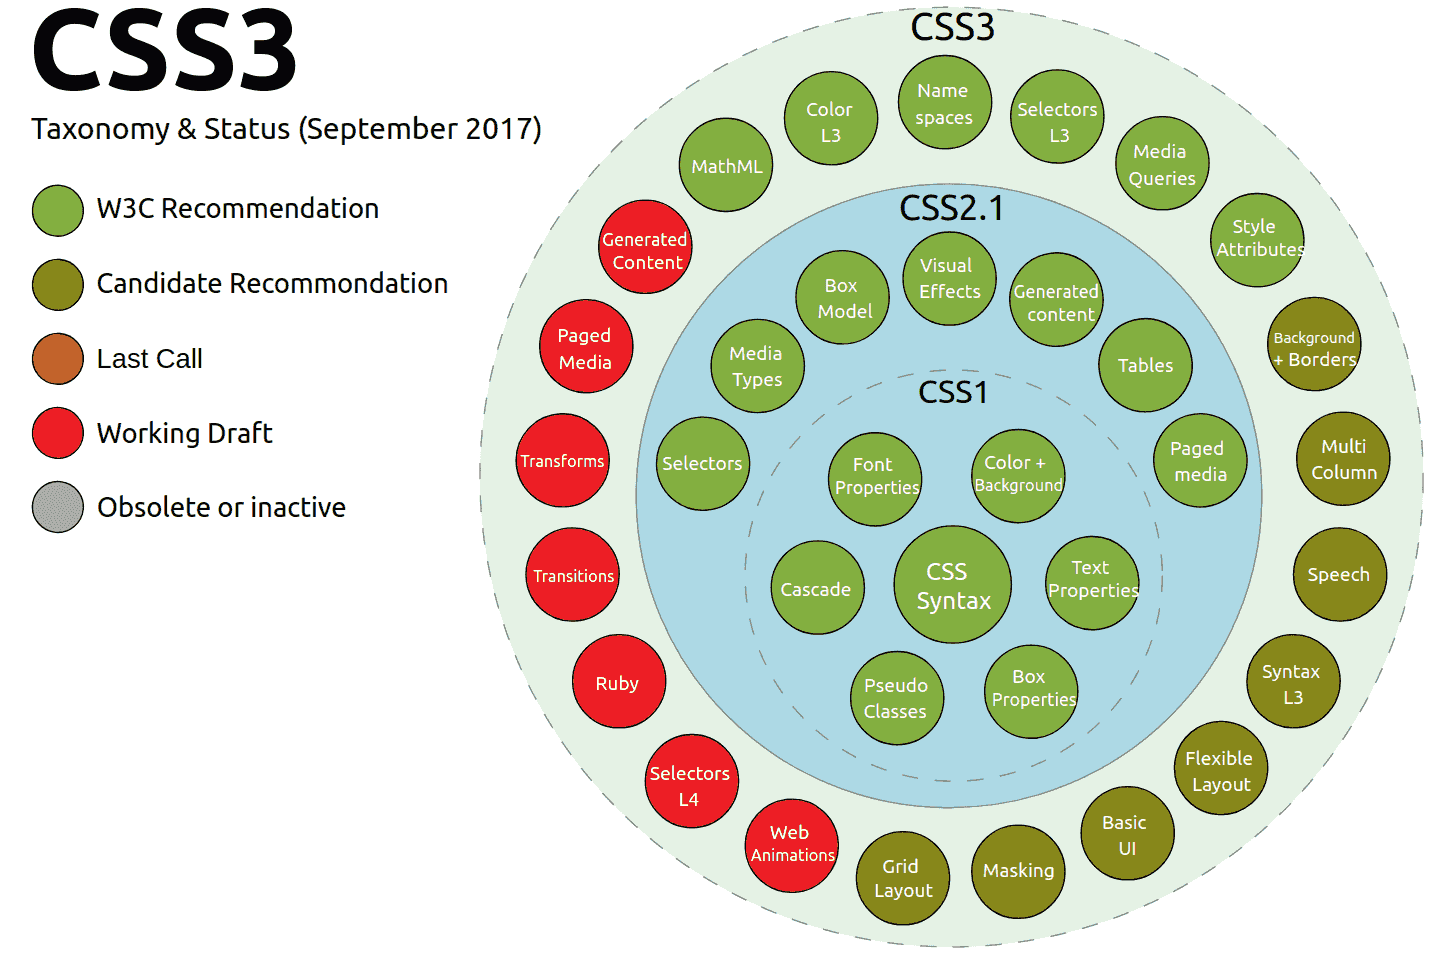 CSS3
Taxonomy & Status (September 2017)
W3C Recommendation
Candidate Recommondation
Last Call
Working Draft
Obsolete or inactive
CSS3
Name
spaces
Selectors
L3
Media
Queries
Style
Attributes
Background
+ Borders
Multi
Column
Speech
Syntax
L3
Flexible
Layout
Basic
UI
Masking
Grid
Layout
Web
Animations
Selectors
L4
Ruby
Transitions
Transforms
Paged
Media
Generated
Content
MathML
Color
L3
CSS2.1
Selectors
Media
Types
Box
Model
Visual
Effects
Generated
content
Tables
Paged
media
CSS1
Font
Properties
Color +
Background
Cascade
CSS
Syntax
Text
Properties
Pseudo
Classes
Box
Properties